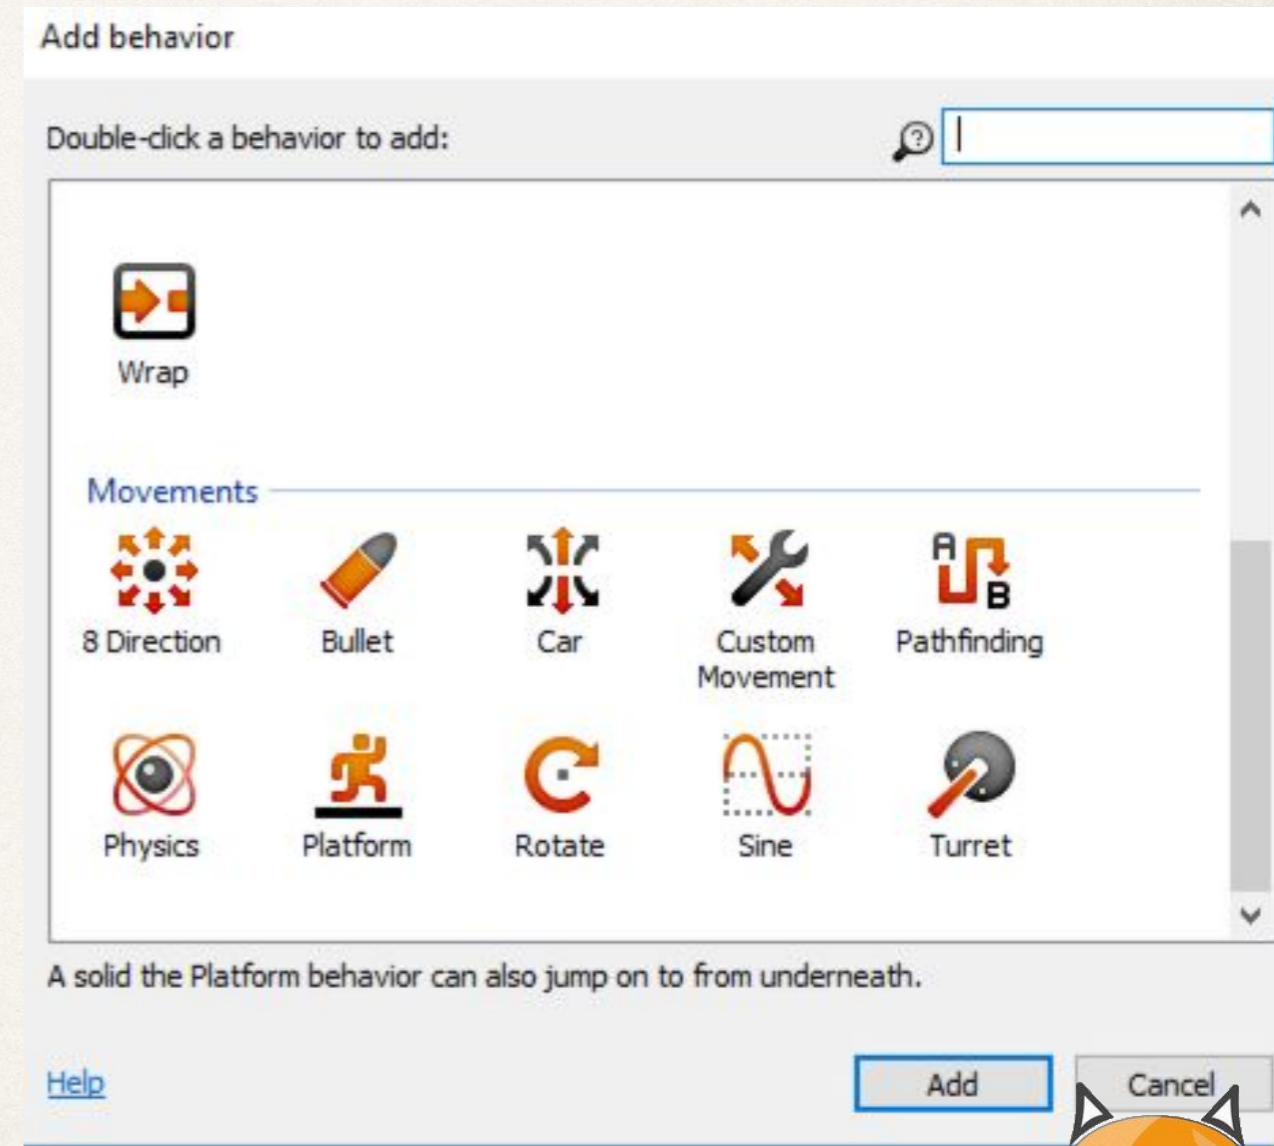 Add behavior
Double-click a behavior to add:
Wrap
Movements
8 Direction
Bullet
Car
Custom
Movement
Pathfinding
A
B
Physics
Platform
Rotate
Sine
Turret
A solid the Platform behavior can also jump on to from underneath.
Help
Add
Cancel